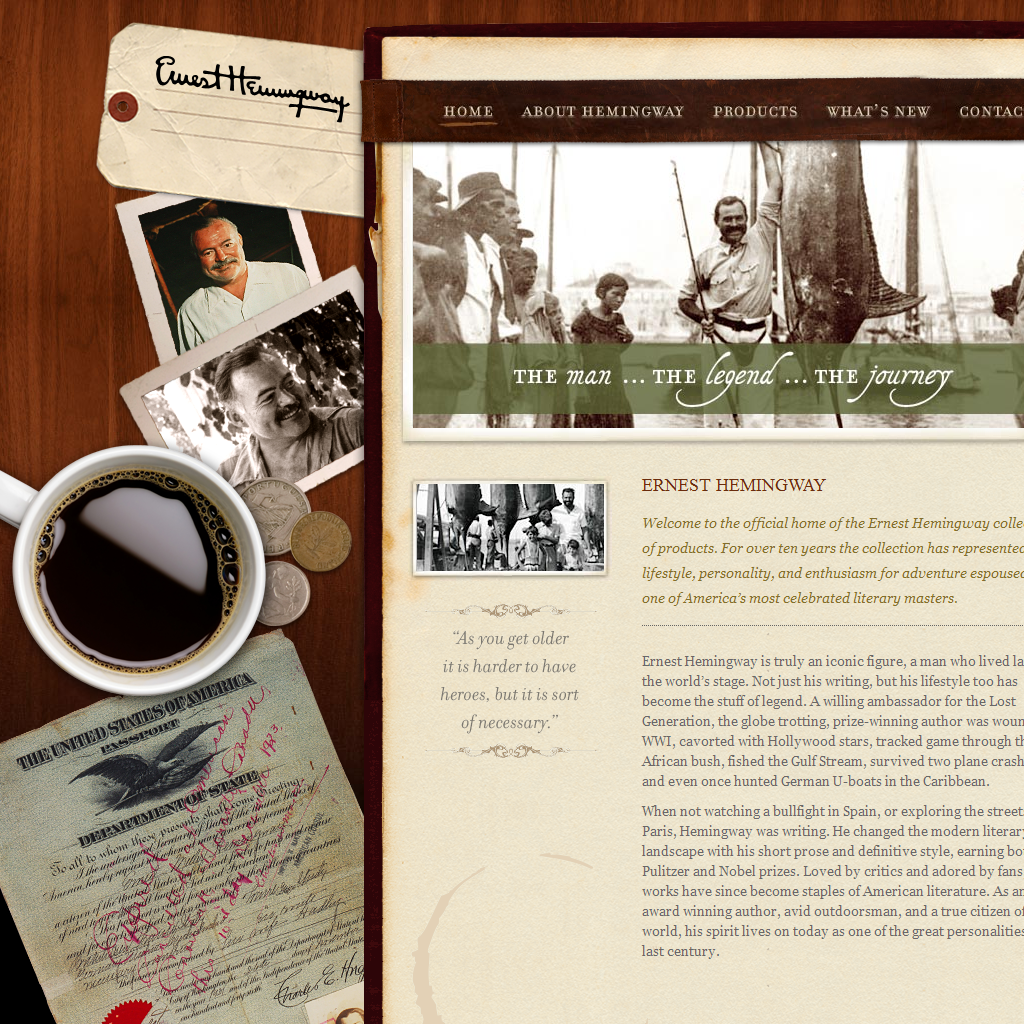 Ernest Hemingway
HOME ABOUT HEMINGWAY PRODUCTS WHAT'S NEW
THE man ... THE legend ... THE journey
ERNEST HEMINGWAY
Welcome to the official home of the Ernest Hemingway
of products. For over ten years the collection has represented
lifestyle, personality, and enthusiasm for adventure espoused
one of America's most celebrated literary masters.
“As you get older
it is harder to have
heroes, but it is sort
of necessary.”
Ernest Hemingway is truly an iconic figure, a man who lived
the world's stage. Not just his writing, but his lifestyle too has
become the stuff of legend. A willing ambassador for the Lost
Generation, the globe trotting, prize-winning author was
WWI, cavorted with Hollywood stars, tracked game through
African bush, fished the Gulf Stream, survived two plane
and even once hunted German U-boats in the Caribbean.
When not watching a bullfight in Spain, or exploring the
Paris, Hemingway was writing. He changed the modern literary
landscape with his short prose and definitive style, earning
Pulitzer and Nobel prizes. Loved by critics and adored by fans
works have since become staples of American literature. As
award winning author, avid outdoorsman, and a true citizen of
world, his spirit lives on today as one of the great personalities
last century.
THE UNITED STATES OF AMERICA
PASSPORT
DEPARTMENT OF STATE
To all to whom these presents shall come Greeting